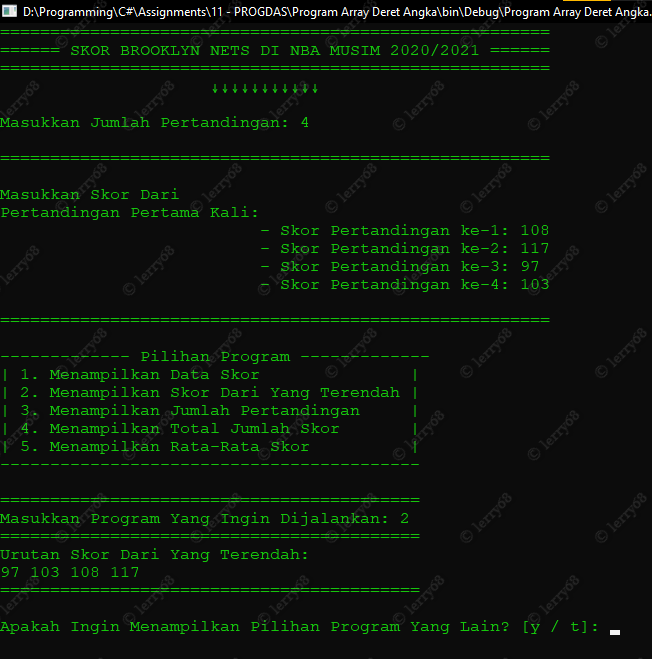 D:\Programming\C#\Assignments\11 - PROGDAS\Program Array Deret Angka\bin\Debug\Program Array Deret Angka.
=======================================================
====== SKOR BROOKLYN NETS DI NBA MUSIM 2020/2021 ======
=======================================================
↓↓↓↓↓↓↓↓↓↓↓
Masukkan Jumlah Pertandingan: 4
=======================================================
Masukkan Skor Dari
Pertandingan Pertama Kali:
- Skor Pertandingan ke-1: 108
- Skor Pertandingan ke-2: 117
- Skor Pertandingan ke-3: 97
- Skor Pertandingan ke-4: 103
=======================================================
------------- Pilihan Program -------------
| 1. Menampilkan Data Skor |
| 2. Menampilkan Skor Dari Yang Terendah |
| 3. Menampilkan Jumlah Pertandingan |
| 4. Menampilkan Total Jumlah Skor |
| 5. Menampilkan Rata-Rata Skor |
------------------------------------------
==========================================
Masukkan Program Yang Ingin Dijalankan: 2
==========================================
Urutan Skor Dari Yang Terendah:
97 103 108 117
==========================================
Apakah Ingin Menampilkan Pilihan Program Yang Lain? [y / t]:
© lerry08